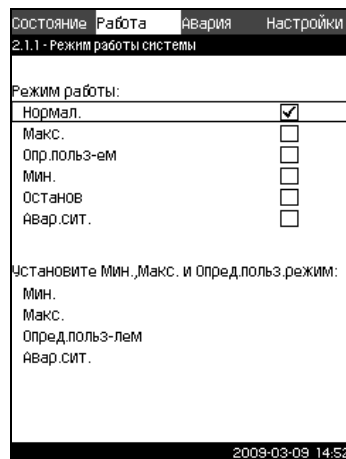 Состояние Работа Авария Настройки
2.1.1 - Режим работы системы
Режим работы:
Нормал.
Макс.
Опр.польз-ем
Мин.
Останов
Авар.сит.
Установите Мин.,Макс. и Опред.польз.режим:
Мин.
Макс.
Опред.польз-лем
Авар.сит.
2009-03-09 14:52